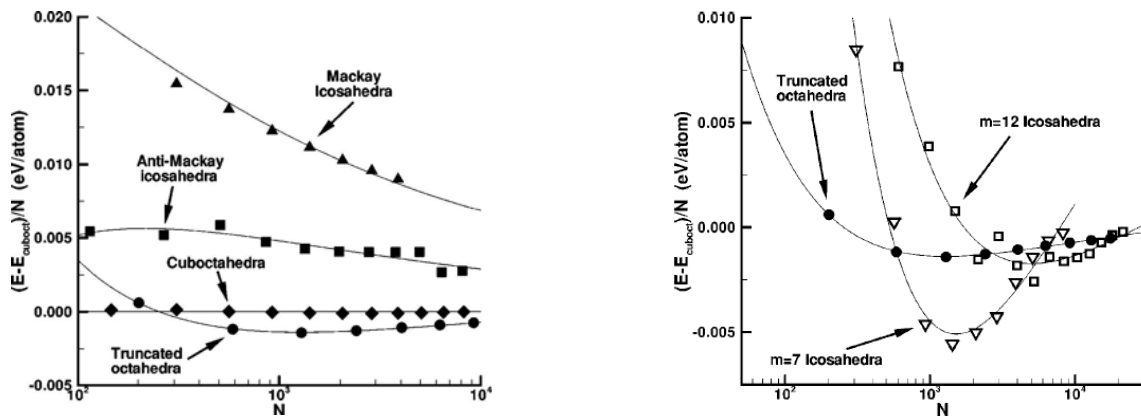 0.020
0.015
0.010
0.005
0.000
-0.005
(E-E_cuboct)/N (eV/atom)
Mackay
Icosahedra
Anti-Mackay
icosahedra
Cuboctahedra
Truncated
octahedra
10^2
10^3
10^4
N
0.010
0.005
0.000
-0.005
(E-E_cuboct)/N (eV/atom)
Truncated
octahedra
m=12 Icosahedra
m=7 Icosahedra
10^2
10^3
10^4
N